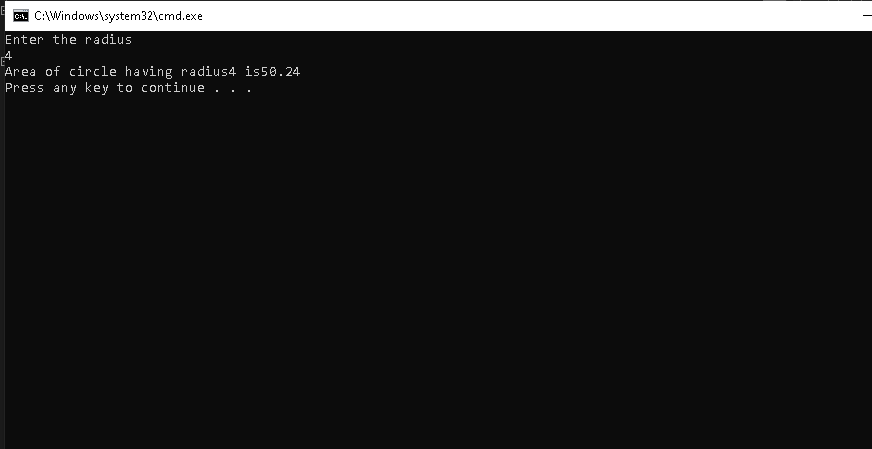 C:\Windows\system32\cmd.exe
Enter the radius
4
Area of circle having radius4 is50.24
Press any key to continue . . .